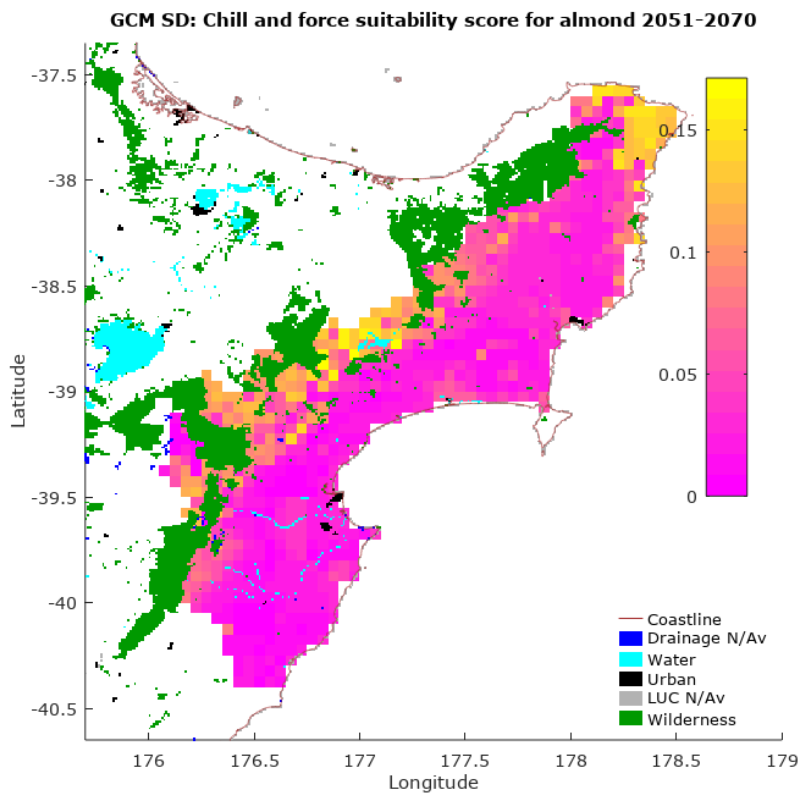 GCM SD: Chill and force suitability score for almond 2051-2070
-37.5
-38
-38.5
-39
-39.5
-40
-40.5
Latitude
176
176.5
177
177.5
178
178.5
179
Longitude
0.15
0.1
0.05
0
Coastline
Drainage N/Av
Water
Urban
LUC N/Av
Wilderness